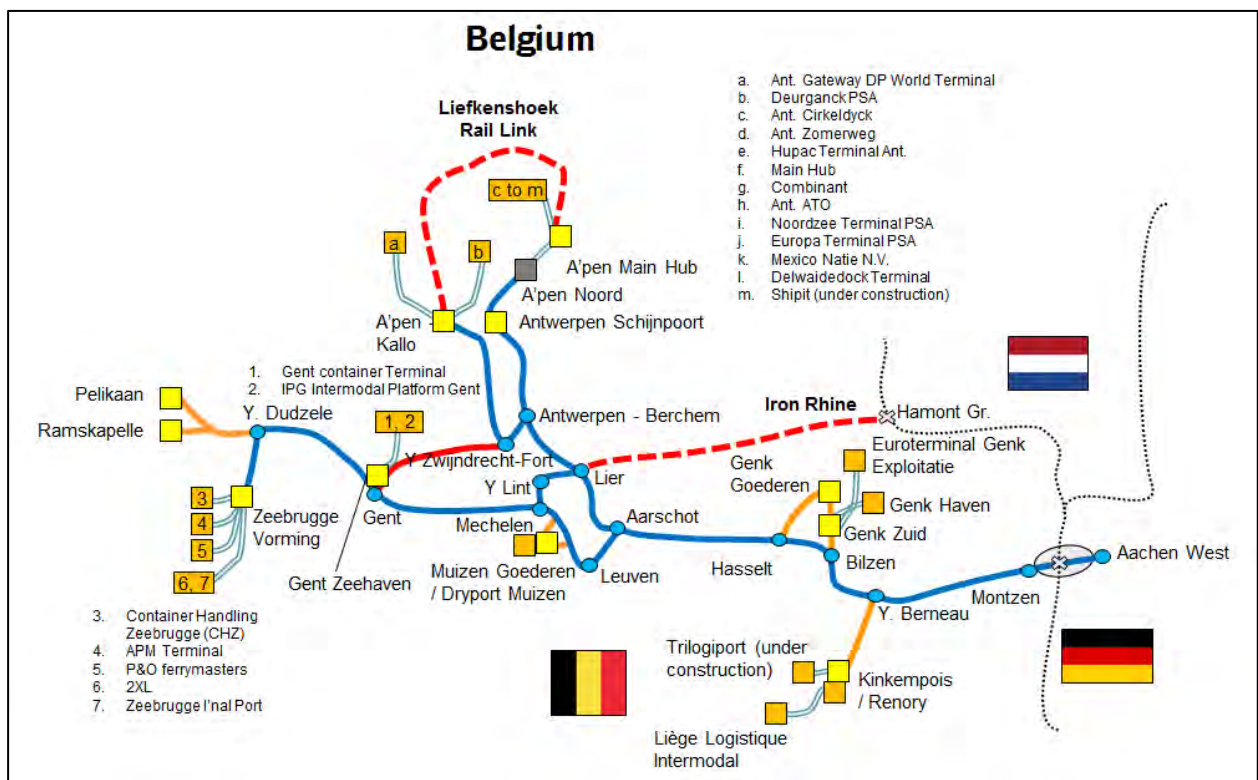 Belgium
Liefkenshoek
Rail Link
a. Ant. Gateway DP World Terminal
b. Deurganck PSA
c. Ant. Cirkeldyck
d. Ant. Zomerweg
e. Hupac Terminal Ant.
f. Main Hub
g. Combinant
h. Ant. ATO
i. Noordzee Terminal PSA
j. Europa Terminal PSA
k. Mexico Natie N.V.
l. Delwaidedock Terminal
m. Shipit (under construction)
c to m
a
b
A'pen Main Hub
A'pen Noord
A'pen -
Kallo
Antwerpen Schijnpoort
1. Gent container Terminal
2. IPG Intermodal Platform Gent
Pelikaan
Ramskapelle
Y. Dudzele
1, 2
Antwerpen - Berchem
Iron Rhine
Hamont Gr.
Y Zwijndrecht-Fort
Euroterminal Genk
Exploitatie
Genk
Goederen
Lier
Y Lint
Genk Haven
3
4
5
6, 7
Zeebrugge
Vorming
Gent
Mechelen
Aarschot
Genk Zuid
Hasselt
Bilzen
Aachen West
Gent Zeehaven
Muizen Goederen
/ Dryport Muizen
Leuven
Montzen
Y. Berneau
3. Container Handling
Zeebrugge (CHZ)
4. APM Terminal
5. P&O ferrymasters
6. 2XL
7. Zeebrugge I'nal Port
Trilogiport (under
construction)
Kinkempois
/ Renory
Liège Logistique
Intermodal